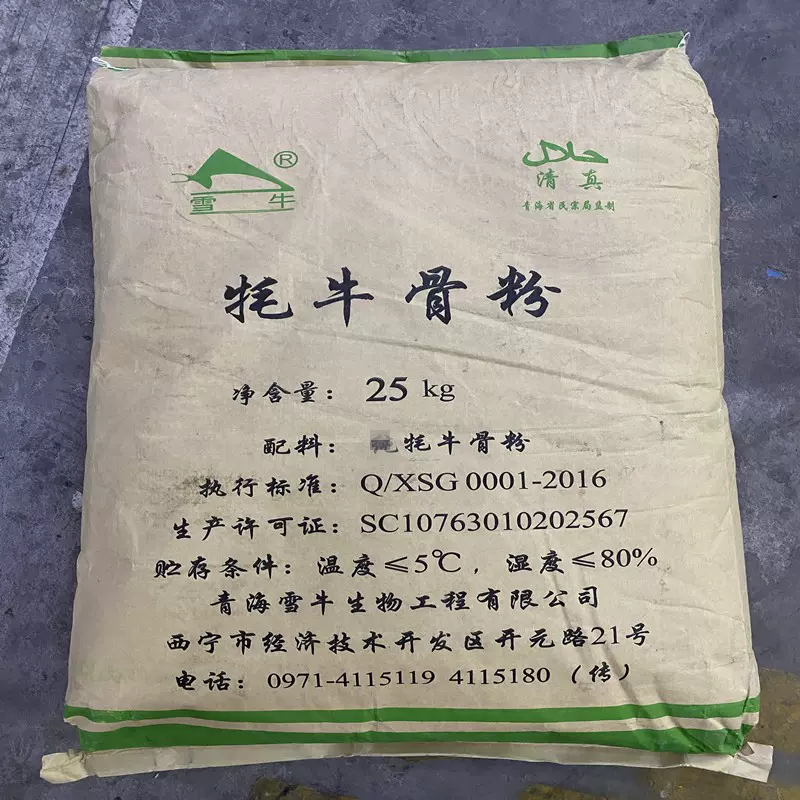 ®
雪牛
حلال
清真
青海省民宗局监制
牦牛骨粉
净含量：25 kg
配料：牦牛骨粉
执行标准：Q/XSG 0001-2016
生产许可证：SC10763010202567
贮存条件：温度≤5℃，湿度≤80%
青海雪牛生物工程有限公司
西宁市经济技术开发区开元路21号
电话：0971-4115119 4115180（传）